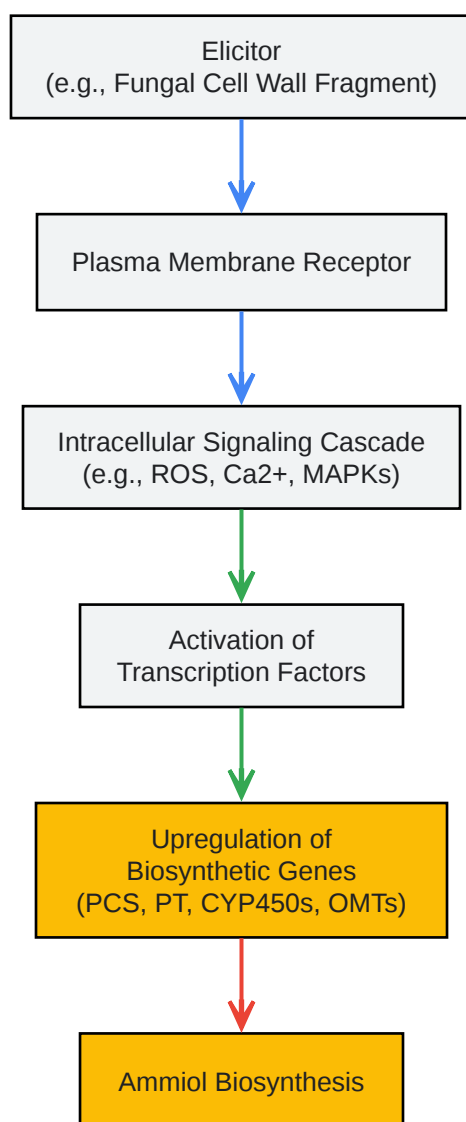 Elicitor
(e.g., Fungal Cell Wall Fragment)
Plasma Membrane Receptor
Intracellular Signaling Cascade
(e.g., ROS, Ca2+, MAPKs)
Activation of
Transcription Factors
Upregulation of
Biosynthetic Genes
(PCS, PT, CYP450s, OMTs)
Ammiol Biosynthesis